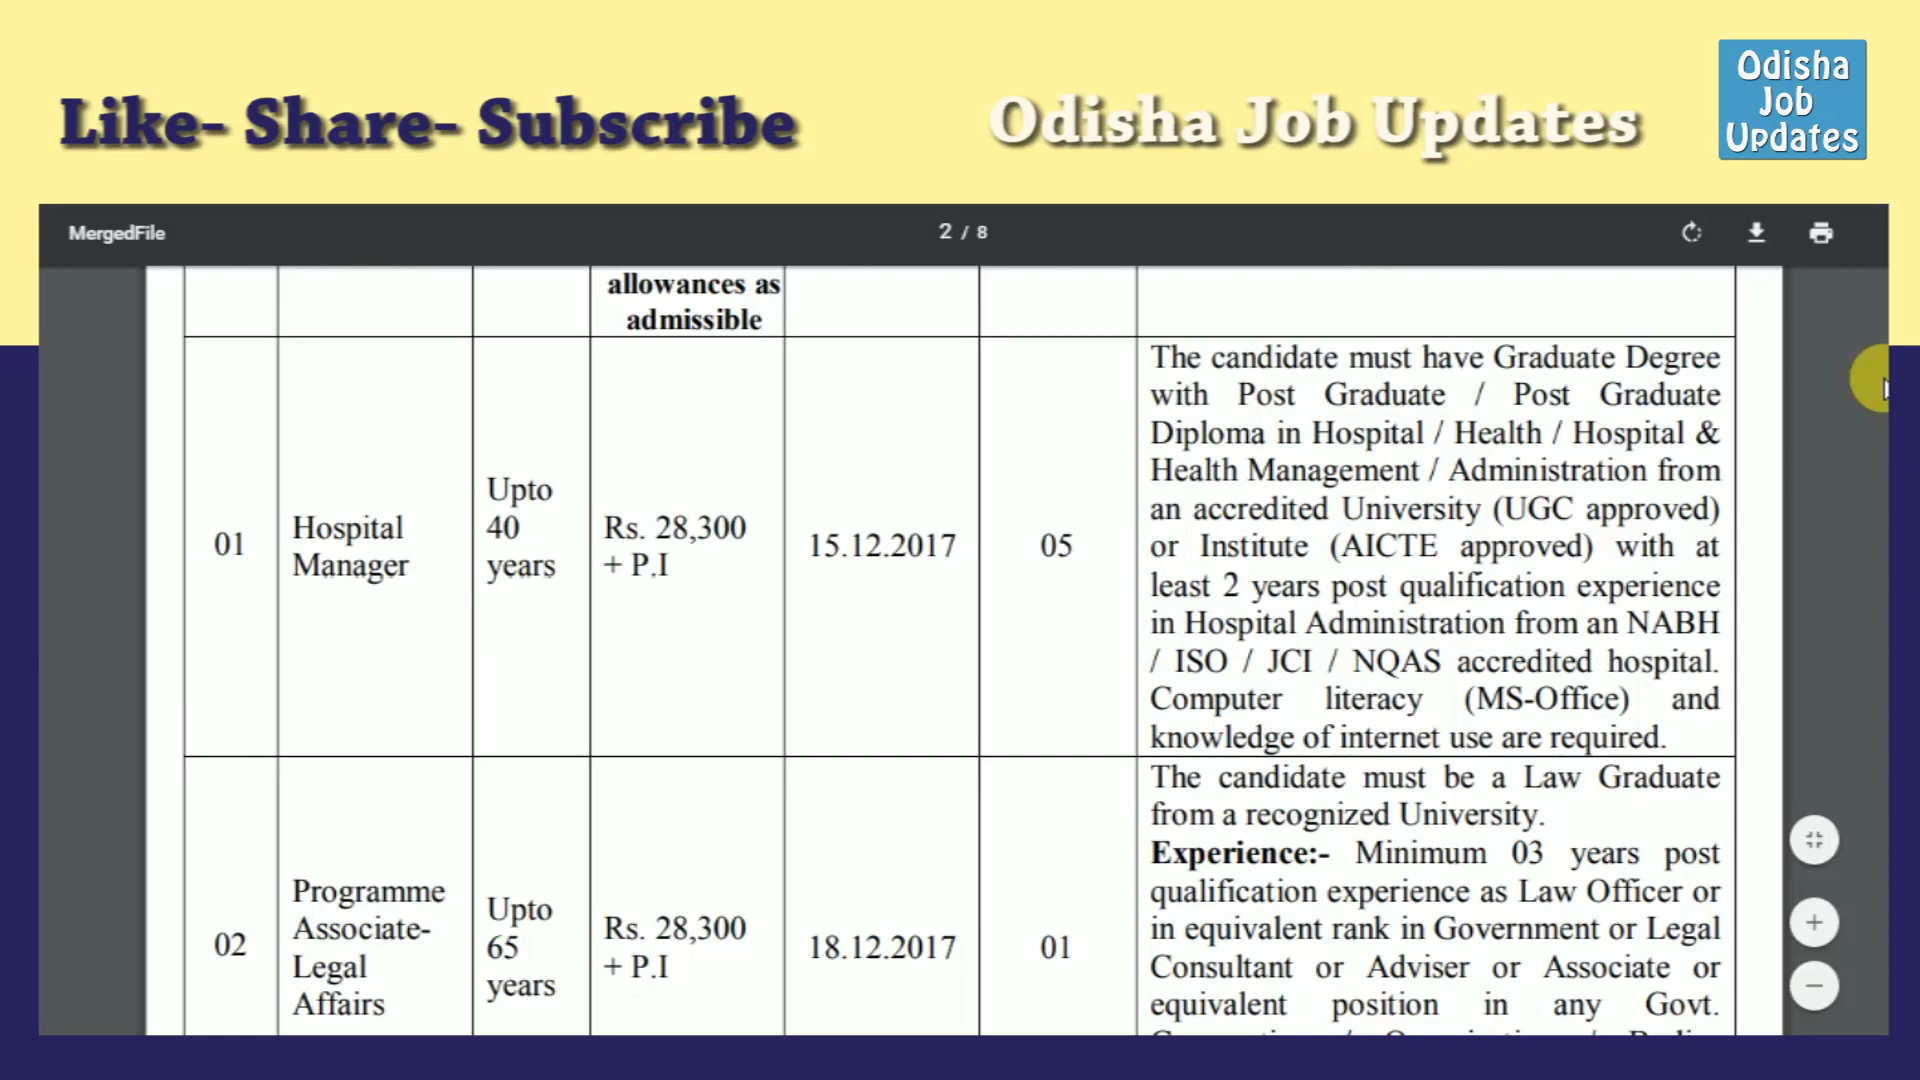 Like- Share- Subscribe
Odisha Job Updates
Odisha
Job
Updates
MergedFile
2 / 8
allowances as
admissible
01
Hospital
Manager
Upto
40
years
Rs. 28,300
+ P.I
15.12.2017
05
The candidate must have Graduate Degree
with Post Graduate / Post Graduate
Diploma in Hospital / Health / Hospital &
Health Management / Administration from
an accredited University (UGC approved)
or Institute (AICTE approved) with at
least 2 years post qualification experience
in Hospital Administration from an NABH
/ ISO / JCI / NQAS accredited hospital.
Computer literacy (MS-Office) and
knowledge of internet use are required.
02
Programme
Associate-
Legal
Affairs
Upto
65
years
Rs. 28,300
+ P.I
18.12.2017
01
The candidate must be a Law Graduate
from a recognized University.
Experience:- Minimum 03 years post
qualification experience as Law Officer or
in equivalent rank in Government or Legal
Consultant or Adviser or Associate or
equivalent position in any Govt.